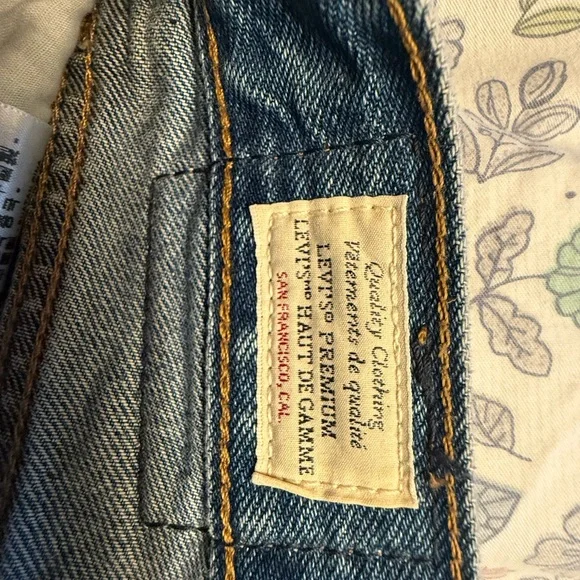 Quality Clothing
Vêtements de qualité
LEVI'S® PREMIUM
LEVI'S® HAUT DE GAMME
SAN FRANCISCO, CAL.